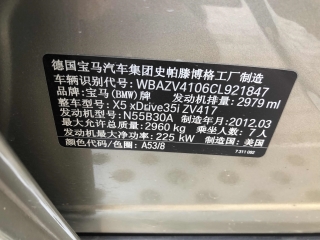 德国宝马汽车集团史帕滕博格工厂制造
车辆识别代号: WBAZV4106CL921847
品牌: 宝马(BMW)牌 发动机排量: 2979 ml
整车型号: X5 xDrive35i ZV417
发动机型号: N55B30A 制造年月: 2012.03
最大允许总质量: 2960 kg 乘坐人数: 7 人
发动机最大净功率: 225 kW 制造国: 美国
颜色代码/色圈: A53/8